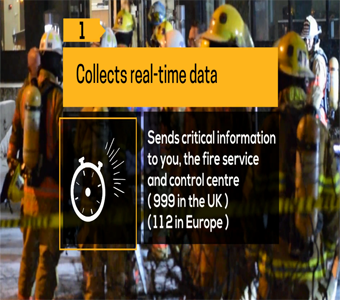 1
Collects real-time data
Sends critical information
to you, the fire service
and control centre
( 999 in the UK )
( 112 in Europe )